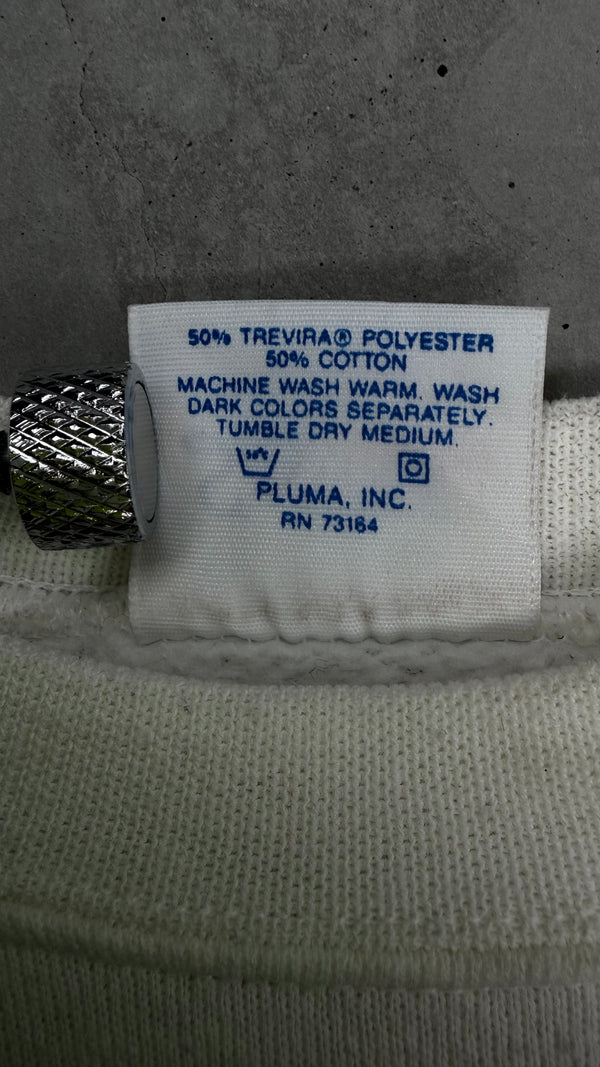 50% TREVIRA® POLYESTER
50% COTTON
MACHINE WASH WARM. WASH
DARK COLORS SEPARATELY.
TUMBLE DRY MEDIUM.
PLUMA, INC.
RN 73164